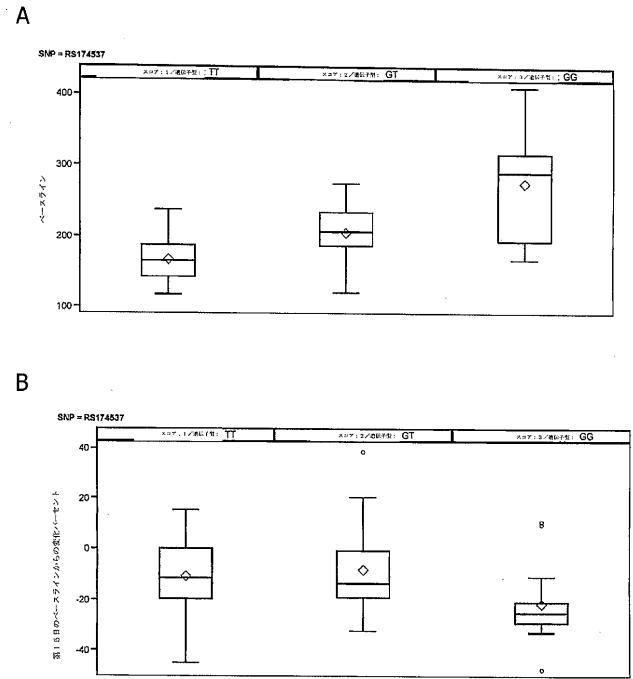 A
SNP = RS174537
スコア：1／遺伝子型：TT
スコア：2／遺伝子型：GT
スコア：3／遺伝子型：GG
400
300
200
100
ベースライン
B
SNP = RS174537
スコア：1／遺伝子型：TT
スコア：2／遺伝子型：GT
スコア：3／遺伝子型：GG
40
20
0
-20
-40
第15日のベースラインからの変化パーセント